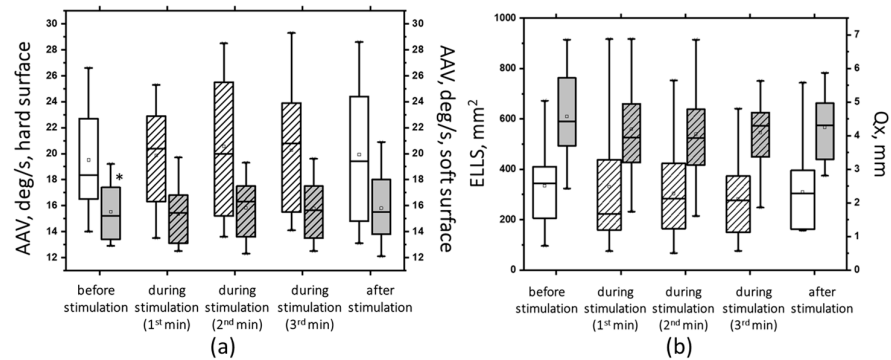 30
28
26
24
22
20
18
16
14
12
AAV, deg/s, hard surface
*
30
28
26
24
22
20
18
16
14
12
AAV, deg/s, soft surface
before
stimulation
during
stimulation
(1st min)
during
stimulation
(2nd min)
during
stimulation
(3rd min)
after
stimulation
(a)
1000
800
600
400
200
0
ELLS, mm²
7
6
5
4
3
2
1
0
Qx, mm
before
stimulation
during
stimulation
(1st min)
during
stimulation
(2nd min)
during
stimulation
(3rd min)
after
stimulation
(b)